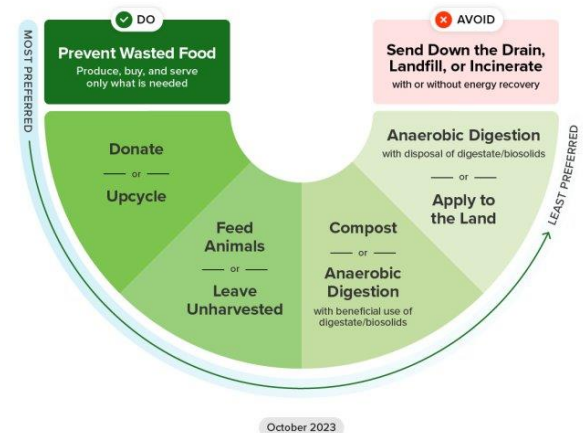 DO
Prevent Wasted Food
Produce, buy, and serve
only what is needed
AVOID
Send Down the Drain,
Landfill, or Incinerate
with or without energy recovery
MOST PREFERRED
Donate
or
Upcycle
Feed
Animals
or
Leave
Unharvested
Compost
or
Anaerobic
Digestion
with beneficial use of
digestate/biosolids
Anaerobic Digestion
with disposal of digestate/biosolids
or
Apply to
the Land
LEAST PREFERRED
October 2023